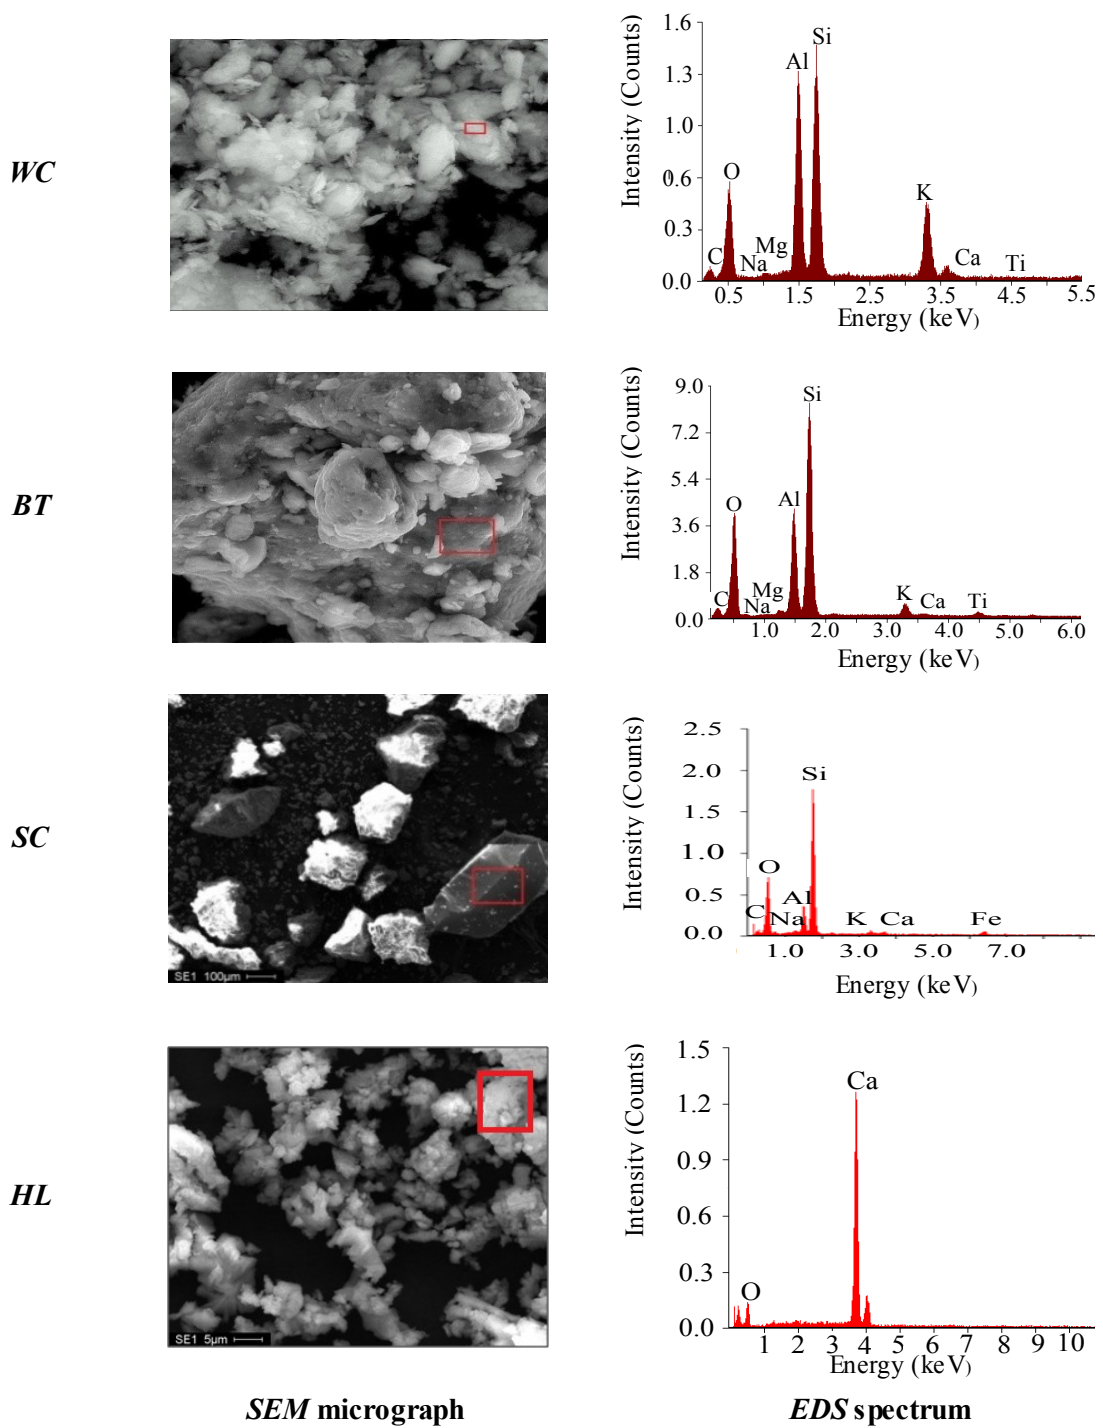 WC
Intensity (Counts)
1.6
1.3
1.0
0.6
0.3
0.0
C
O
Na
Mg
Al
Si
K
Ca
Ti
0.5 1.5 2.5 3.5 4.5 5.5
Energy (keV)
BT
Intensity (Counts)
9.0
7.2
5.4
3.6
1.8
0.0
C
O
Na
Mg
Al
Si
K
Ca
Ti
1.0 2.0 3.0 4.0 5.0 6.0
Energy (keV)
SC
SE1 100µm
Intensity (Counts)
2.5
2.0
1.5
1.0
0.5
0.0
C
O
Na
Al
Si
K
Ca
Fe
1.0 3.0 5.0 7.0
Energy (keV)
HL
SE1 5µm
Intensity (Counts)
1.5
1.2
0.9
0.6
0.3
0.0
O
Ca
1 2 3 4 5 6 7 8 9 10
Energy (keV)
SEM micrograph
EDS spectrum